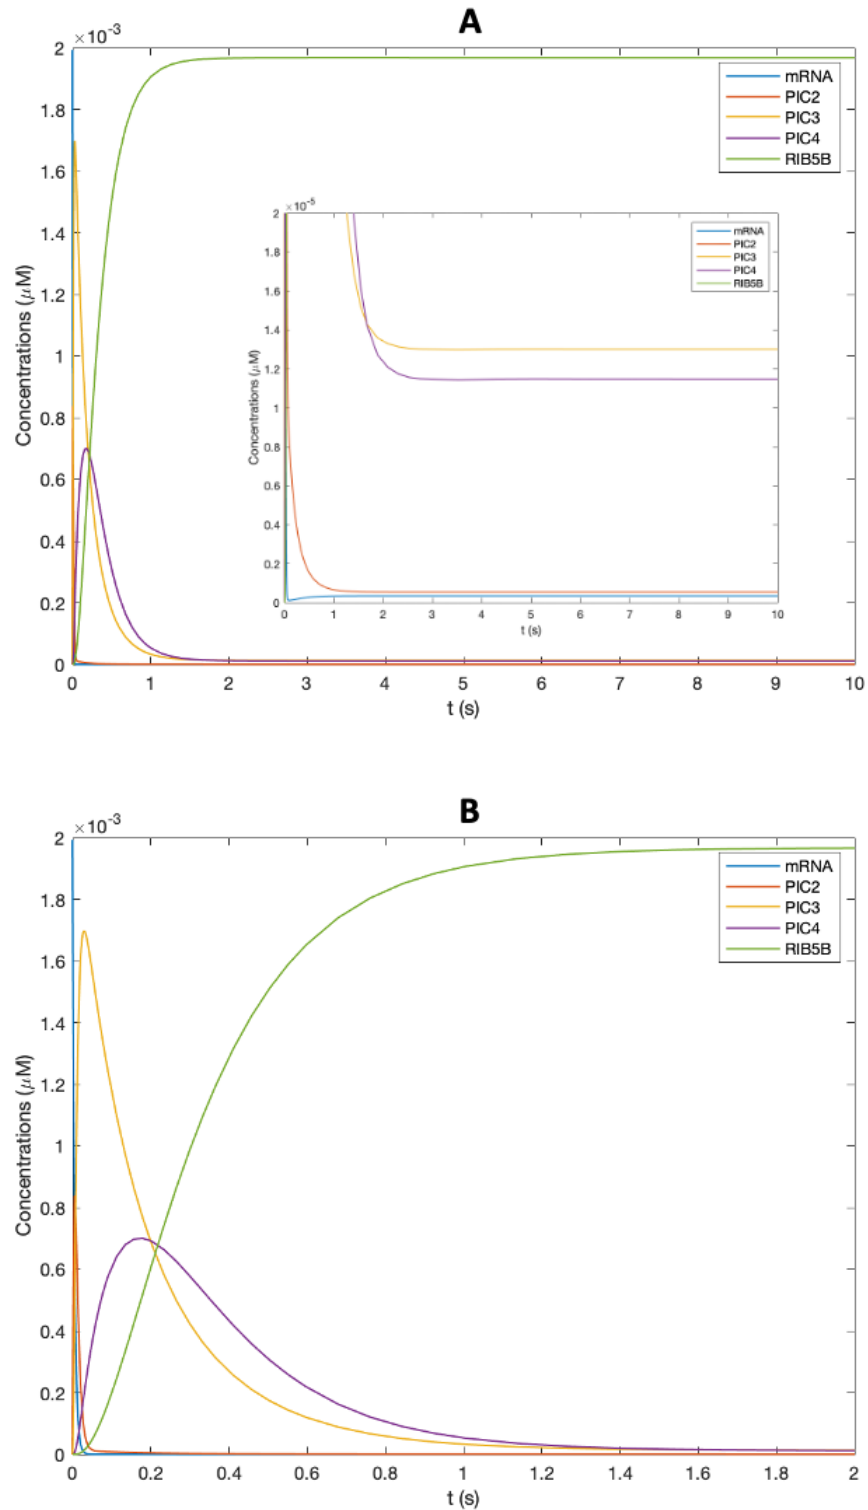 A
×10⁻³
2
1.8
1.6
1.4
1.2
1
0.8
0.6
0.4
0.2
0
Concentrations (μM)
0 1 2 3 4 5 6 7 8 9 10
t (s)
mRNA
PIC2
PIC3
PIC4
RIB5B
×10⁻⁵
2
1.8
1.6
1.4
1.2
1
0.8
0.6
0.4
0.2
0
Concentrations (μM)
0 1 2 3 4 5 6 7 8 9 10
t (s)
mRNA
PIC2
PIC3
PIC4
RIB5B
B
×10⁻³
2
1.8
1.6
1.4
1.2
1
0.8
0.6
0.4
0.2
0
Concentrations (μM)
0 0.2 0.4 0.6 0.8 1 1.2 1.4 1.6 1.8 2
t (s)
mRNA
PIC2
PIC3
PIC4
RIB5B